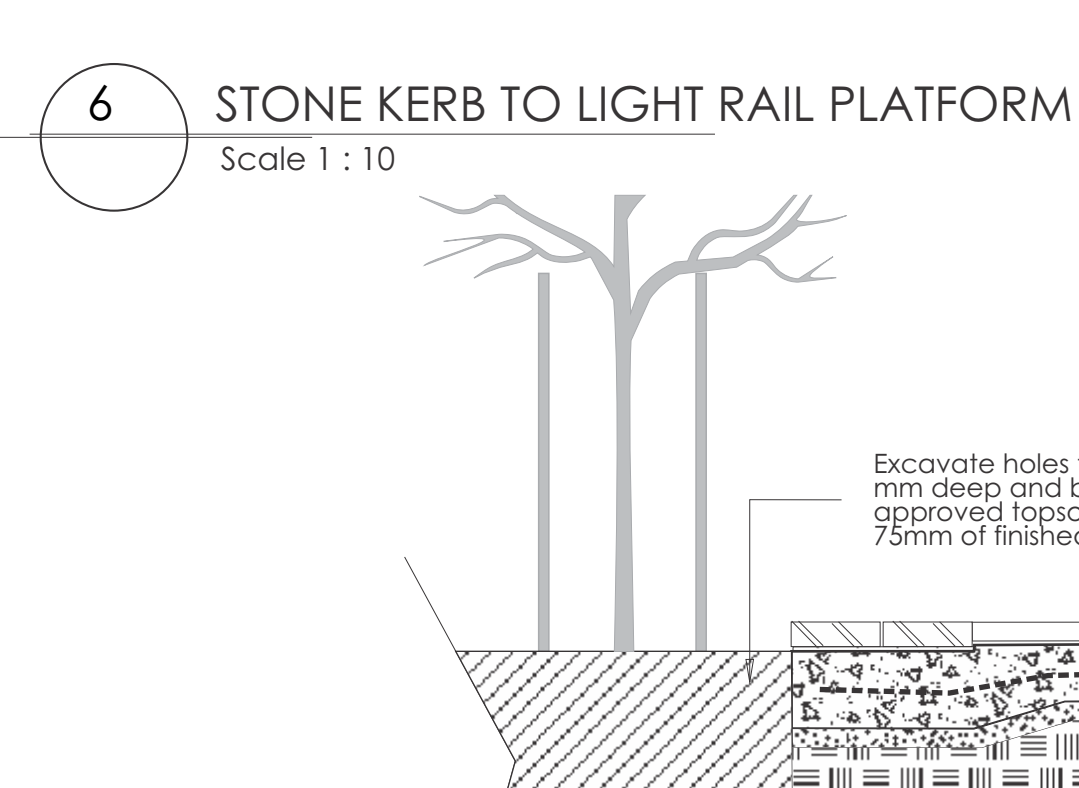 6
STONE KERB TO LIGHT RAIL PLATFORM
Scale 1 : 10
Excavate holes
mm deep and
approved
75mm of finished